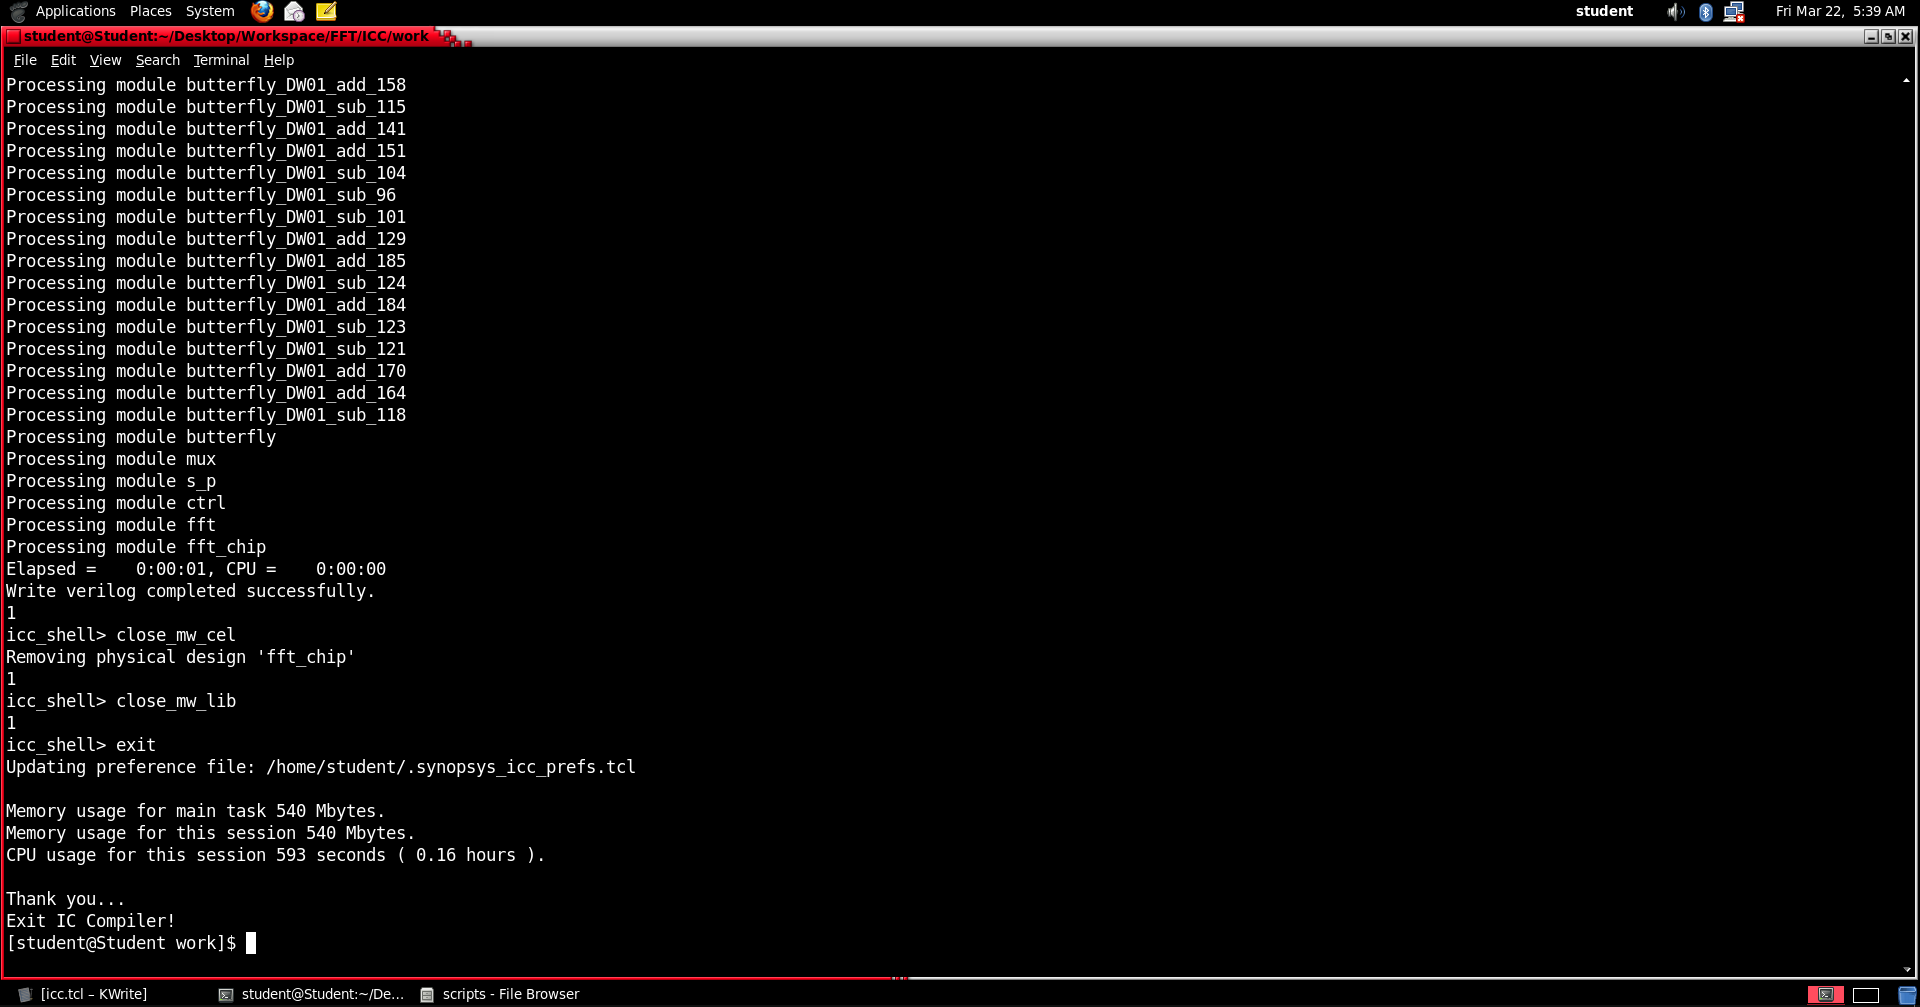 Applications Places System student Fri Mar 22, 5:39 AM
student@Student:~/Desktop/Workspace/FFT/ICC/work
File Edit View Search Terminal Help
Processing module butterfly_DW01_add_158
Processing module butterfly_DW01_sub_115
Processing module butterfly_DW01_add_141
Processing module butterfly_DW01_add_151
Processing module butterfly_DW01_sub_104
Processing module butterfly_DW01_sub_96
Processing module butterfly_DW01_sub_101
Processing module butterfly_DW01_add_129
Processing module butterfly_DW01_add_185
Processing module butterfly_DW01_sub_124
Processing module butterfly_DW01_add_184
Processing module butterfly_DW01_sub_123
Processing module butterfly_DW01_sub_121
Processing module butterfly_DW01_add_170
Processing module butterfly_DW01_add_164
Processing module butterfly_DW01_sub_118
Processing module butterfly
Processing module mux
Processing module s_p
Processing module ctrl
Processing module fft
Processing module fft_chip
Elapsed =    0:00:01, CPU =    0:00:00
Write verilog completed successfully.
1
icc_shell> close_mw_cel
Removing physical design 'fft_chip'
1
icc_shell> close_mw_lib
1
icc_shell> exit
Updating preference file: /home/student/.synopsys_icc_prefs.tcl
Memory usage for main task 540 Mbytes.
Memory usage for this session 540 Mbytes.
CPU usage for this session 593 seconds ( 0.16 hours ).
Thank you...
Exit IC Compiler!
[student@Student work]$
[icc.tcl – KWrite] student@Student:~/De... scripts - File Browser